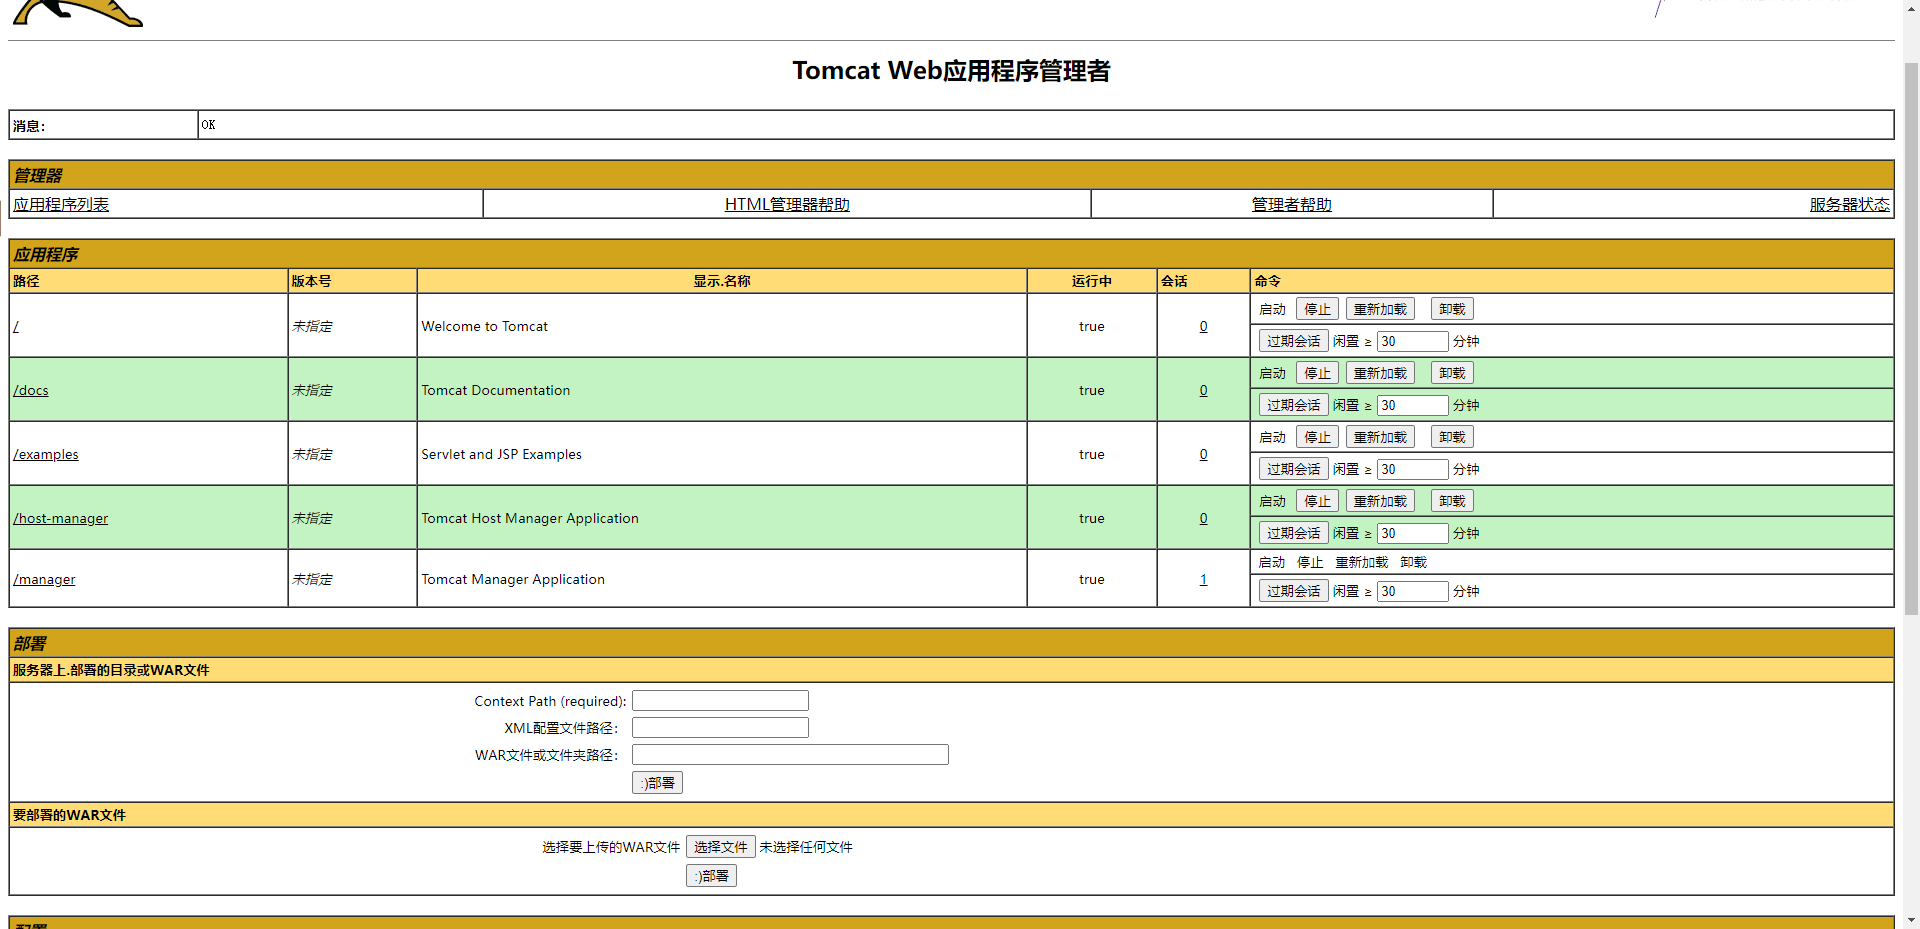 Tomcat Web应用程序管理者
消息: OK
管理器
应用程序列表 HTML管理器帮助 管理者帮助 服务器状态
应用程序
路径 版本号 显示.名称 运行中 会话 命令
/ 未指定 Welcome to Tomcat true 0 启动 停止 重新加载 卸载
过期会话 闲置 ≥ 30 分钟
/docs 未指定 Tomcat Documentation true 0 启动 停止 重新加载 卸载
过期会话 闲置 ≥ 30 分钟
/examples 未指定 Servlet and JSP Examples true 0 启动 停止 重新加载 卸载
过期会话 闲置 ≥ 30 分钟
/host-manager 未指定 Tomcat Host Manager Application true 0 启动 停止 重新加载 卸载
过期会话 闲置 ≥ 30 分钟
/manager 未指定 Tomcat Manager Application true 1 启动 停止 重新加载 卸载
过期会话 闲置 ≥ 30 分钟
部署
服务器上.部署的目录或WAR文件
Context Path (required):
XML配置文件路径:
WAR文件或文件夹路径:
:)部署
要部署的WAR文件
选择要上传的WAR文件 选择文件 未选择任何文件
:)部署